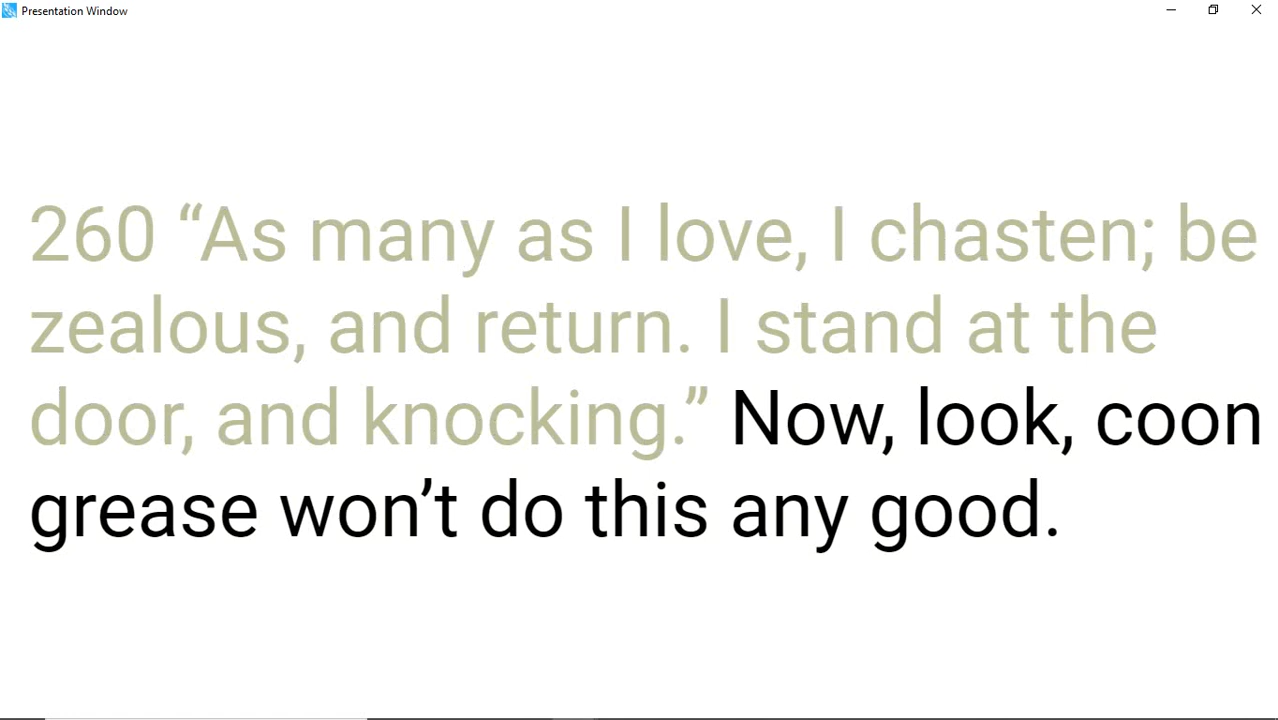 Presentation Window
260 “As many as I love, I chasten; be
zealous, and return. I stand at the
door, and knocking.” Now, look, coon
grease won’t do this any good.